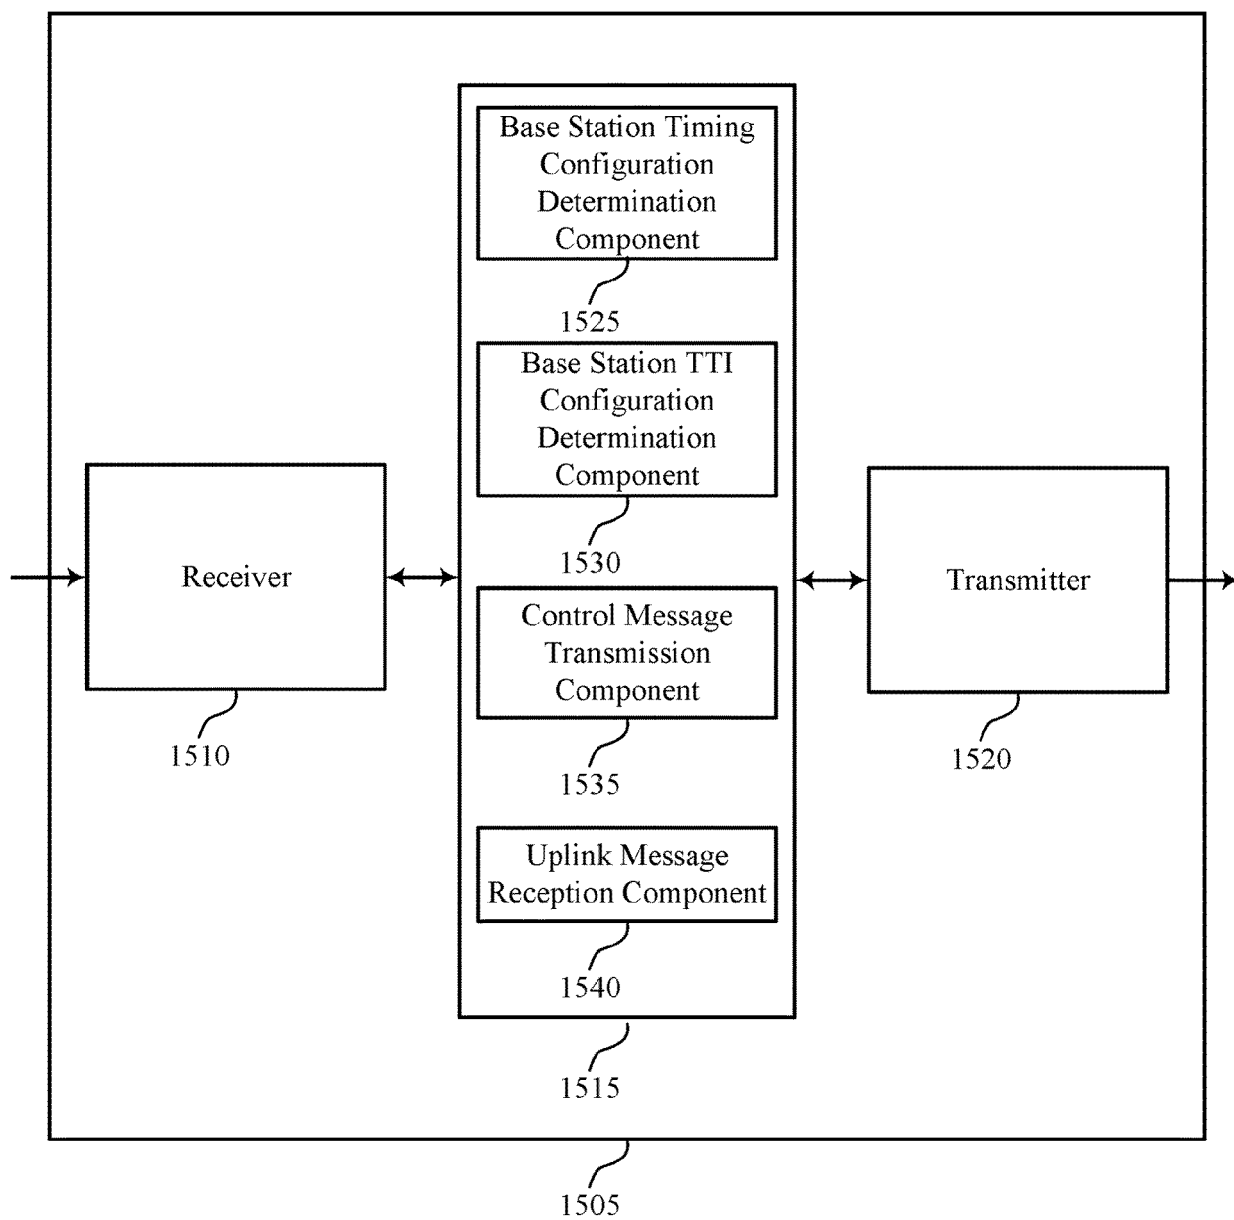 Base Station Timing
Configuration
Determination
Component
1525
Base Station TTI
Configuration
Determination
Component
1530
Receiver
1510
Control Message
Transmission
Component
1535
Transmitter
1520
Uplink Message
Reception Component
1540
1515
1505